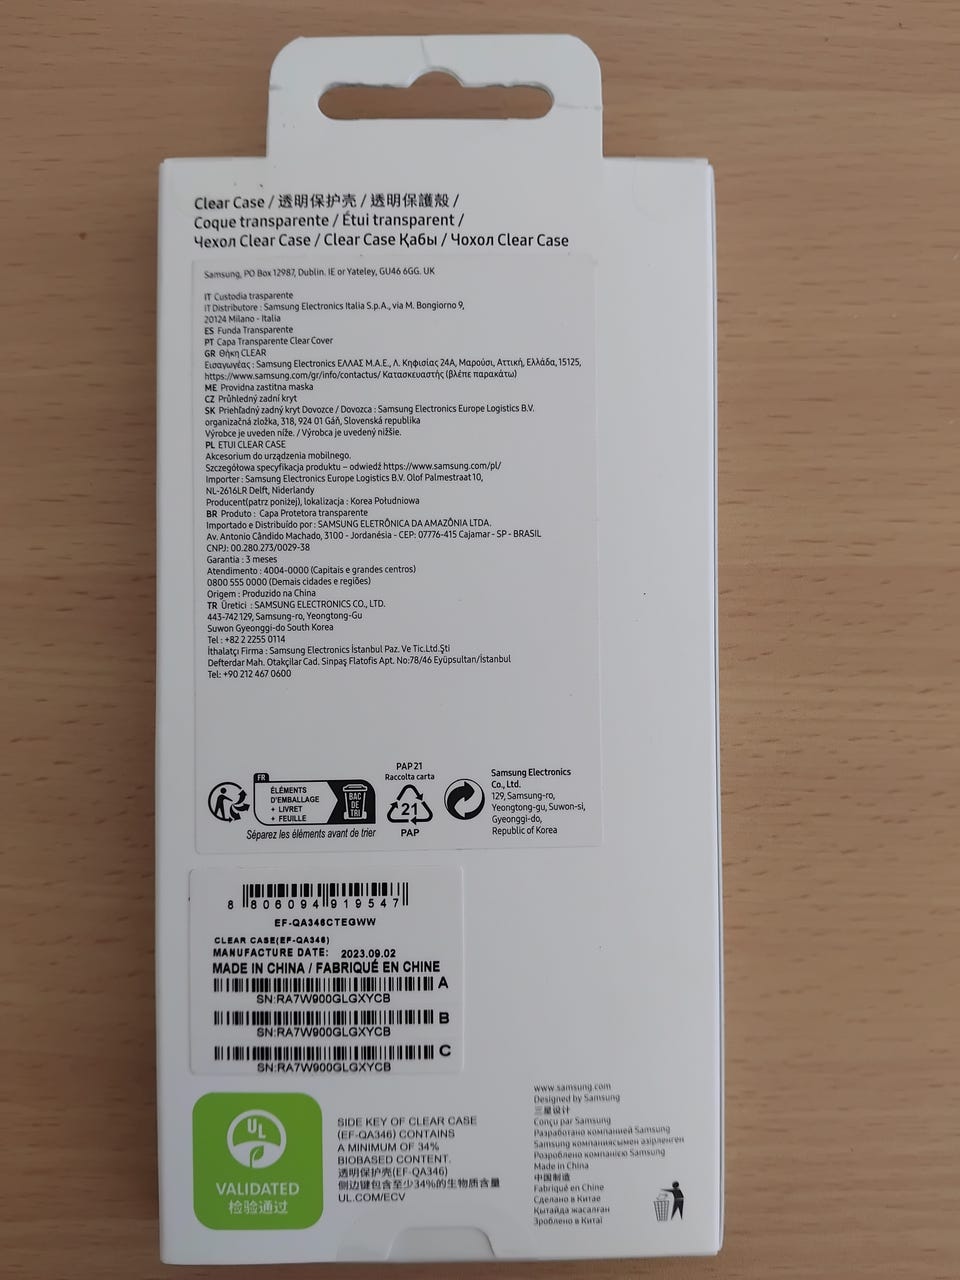 Clear Case / 透明保护壳 / 透明保護殼 /
Coque transparente / Étui transparent /
Чехол Clear Case / Clear Case Қабы / Чохол Clear Case
Samsung, PO Box 12987, Dublin. IE or Yateley, GU46 6GG. UK
IT Custodia trasparente
IT Distributore : Samsung Electronics Italia S.p.A., via M. Bongiorno 9,
20124 Milano - Italia
ES Funda Transparente
PT Capa Transparente Clear Cover
GR Θήκη CLEAR
Εισαγωγέας : Samsung Electronics ΕΛΛΑΣ Μ.Α.Ε., Λ. Κηφισίας 24A, Μαρούσι, Αττική, Ελλάδα, 15125,
https://www.samsung.com/gr/info/contactus/ Κατασκευαστής (βλέπε παρακάτω)
ME Providna zastitna maska
CZ Průhledný zadní kryt
SK Priehľadný zadný kryt Dovozce / Dovozca : Samsung Electronics Europe Logistics B.V.
organizačná zložka, 318, 924 01 Gáň, Slovenská republika
Výrobce je uveden níže. / Výrobca je uvedený nižšie.
PL ETUI CLEAR CASE
Akcesorium do urządzenia mobilnego.
Szczegółowa specyfikacja produktu – odwiedź https://www.samsung.com/pl/
Importer : Samsung Electronics Europe Logistics B.V. Olof Palmestraat 10,
NL-2616LR Delft, Niderlandy
Producent(patrz poniżej), lokalizacja : Korea Południowa
BR Produto : Capa Protetora transparente
Importado e Distribuído por : SAMSUNG ELETRÔNICA DA AMAZÔNIA LTDA.
Av. Antonio Cândido Machado, 3100 - Jordanésia - CEP: 07776-415 Cajamar - SP - BRASIL
CNPJ: 00.280.273/0029-38
Garantia : 3 meses
Atendimento : 4004-0000 (Capitais e grandes centros)
0800 555 0000 (Demais cidades e regiões)
Origem : Produzido na China
TR Üretici : SAMSUNG ELECTRONICS CO., LTD.
443-742 129, Samsung-ro, Yeongtong-Gu
Suwon Gyeonggi-do South Korea
Tel : +82 2 2255 0114
İthalatçı Firma : Samsung Electronics İstanbul Paz. Ve Tic.Ltd.Şti
Defterdar Mah. Otakçilar Cad. Sinpaş Flatofis Apt. No:78/46 Eyüpsultan/İstanbul
Tel: +90 212 467 0600
FR
ÉLÉMENTS
D'EMBALLAGE
+ LIVRET
+ FEUILLE
BAC
DE
TRI
Séparez les éléments avant de trier
PAP 21
Raccolta carta
21
PAP
Samsung Electronics
Co., Ltd.
129, Samsung-ro,
Yeongtong-gu, Suwon-si,
Gyeonggi-do,
Republic of Korea
8 806094 919547
EF-QA346CTEGWW
CLEAR CASE(EF-QA346)
MANUFACTURE DATE: 2023.09.02
MADE IN CHINA / FABRIQUÉ EN CHINE
A
SN:RA7W900GLGXYCB
B
SN:RA7W900GLGXYCB
C
SN:RA7W900GLGXYCB
UL
VALIDATED
检验通过
SIDE KEY OF CLEAR CASE
(EF-QA346) CONTAINS
A MINIMUM OF 34%
BIOBASED CONTENT.
透明保护壳(EF-QA346)
侧边键包含至少34%的生物质含量
UL.COM/ECV
www.samsung.com
Designed by Samsung
三星设计
Conçu par Samsung
Разработано компанией Samsung
Samsung компаниясымен әзірленген
Розроблено компанією Samsung
Made in China
中国制造
Fabriqué en Chine
Сделано в Китае
Қытайда жасалған
Зроблено в Китаї